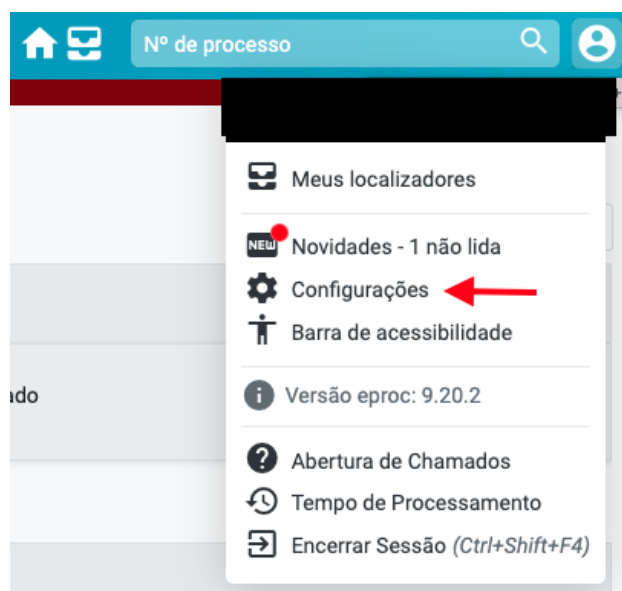 Nº de processo
Meus localizadores
NEW
Novidades - 1 não lida
Configurações
Barra de acessibilidade
ado
Versão eproc: 9.20.2
Abertura de Chamados
Tempo de Processamento
Encerrar Sessão (Ctrl+Shift+F4)